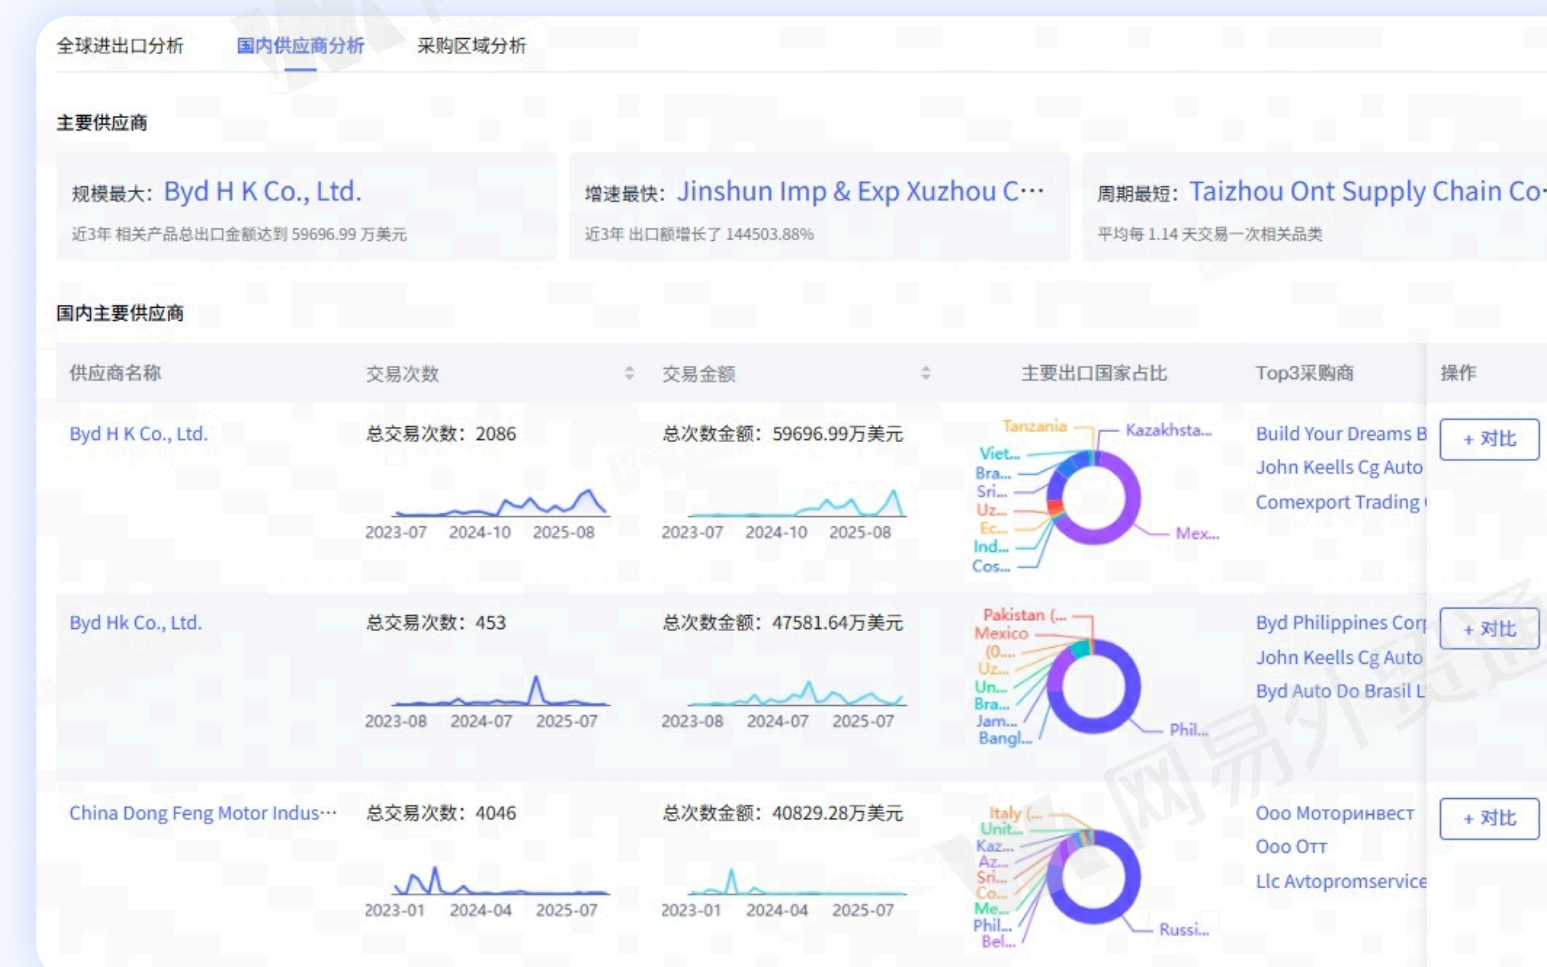 全球进出口分析 国内供应商分析 采购区域分析
主要供应商
规模最大：Byd H K Co., Ltd.
近3年 相关产品总出口金额达到 59696.99 万美元
增速最快：Jinshun Imp & Exp Xuzhou C···
近3年 出口额增长了 144503.88%
周期最短：Taizhou Ont Supply Chain Co
平均每 1.14 天交易一次相关品类
国内主要供应商
供应商名称 交易次数 交易金额 主要出口国家占比 Top3采购商 操作
Byd H K Co., Ltd.
总交易次数：2086
2023-07 2024-10 2025-08
总次数金额：59696.99万美元
2023-07 2024-10 2025-08
Tanzania
Kazakhsta...
Viet...
Bra...
Sri...
Uz...
Ec...
Ind...
Cos...
Mex...
Build Your Dreams B
John Keells Cg Auto
Comexport Trading
+ 对比
Byd Hk Co., Ltd.
总交易次数：453
2023-08 2024-07 2025-07
总次数金额：47581.64万美元
2023-08 2024-07 2025-07
Pakistan (...
Mexico
(0....
Uz...
Un...
Bra...
Jam...
Bangl...
Phil...
Byd Philippines Corp
John Keells Cg Auto
Byd Auto Do Brasil L
+ 对比
China Dong Feng Motor Indus···
总交易次数：4046
2023-01 2024-04 2025-07
总次数金额：40829.28万美元
2023-01 2024-04 2025-07
Italy (...
Unit...
Kaz...
Az...
Sri...
Co...
Me...
Phil...
Bel...
Russi...
Ооо Моторинвест
Ооо Отт
Llc Avtopromservice
+ 对比
网易外贸通